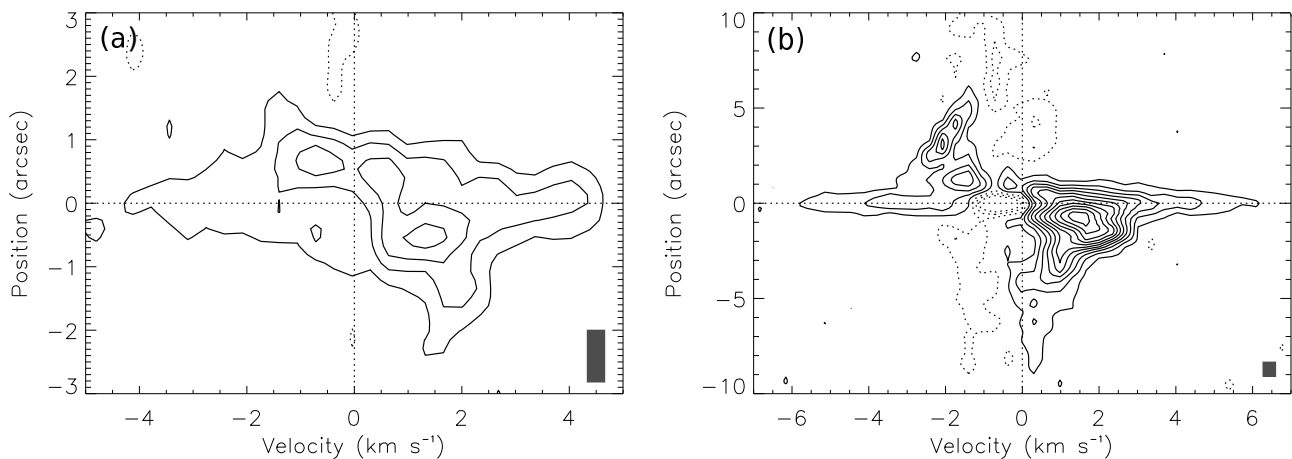 (a)
3
2
1
0
−1
−2
−3
Position (arcsec)
−4 −2 0 2 4
Velocity (km s⁻¹)
(b)
10
5
0
−5
−10
Position (arcsec)
−6 −4 −2 0 2 4 6
Velocity (km s⁻¹)